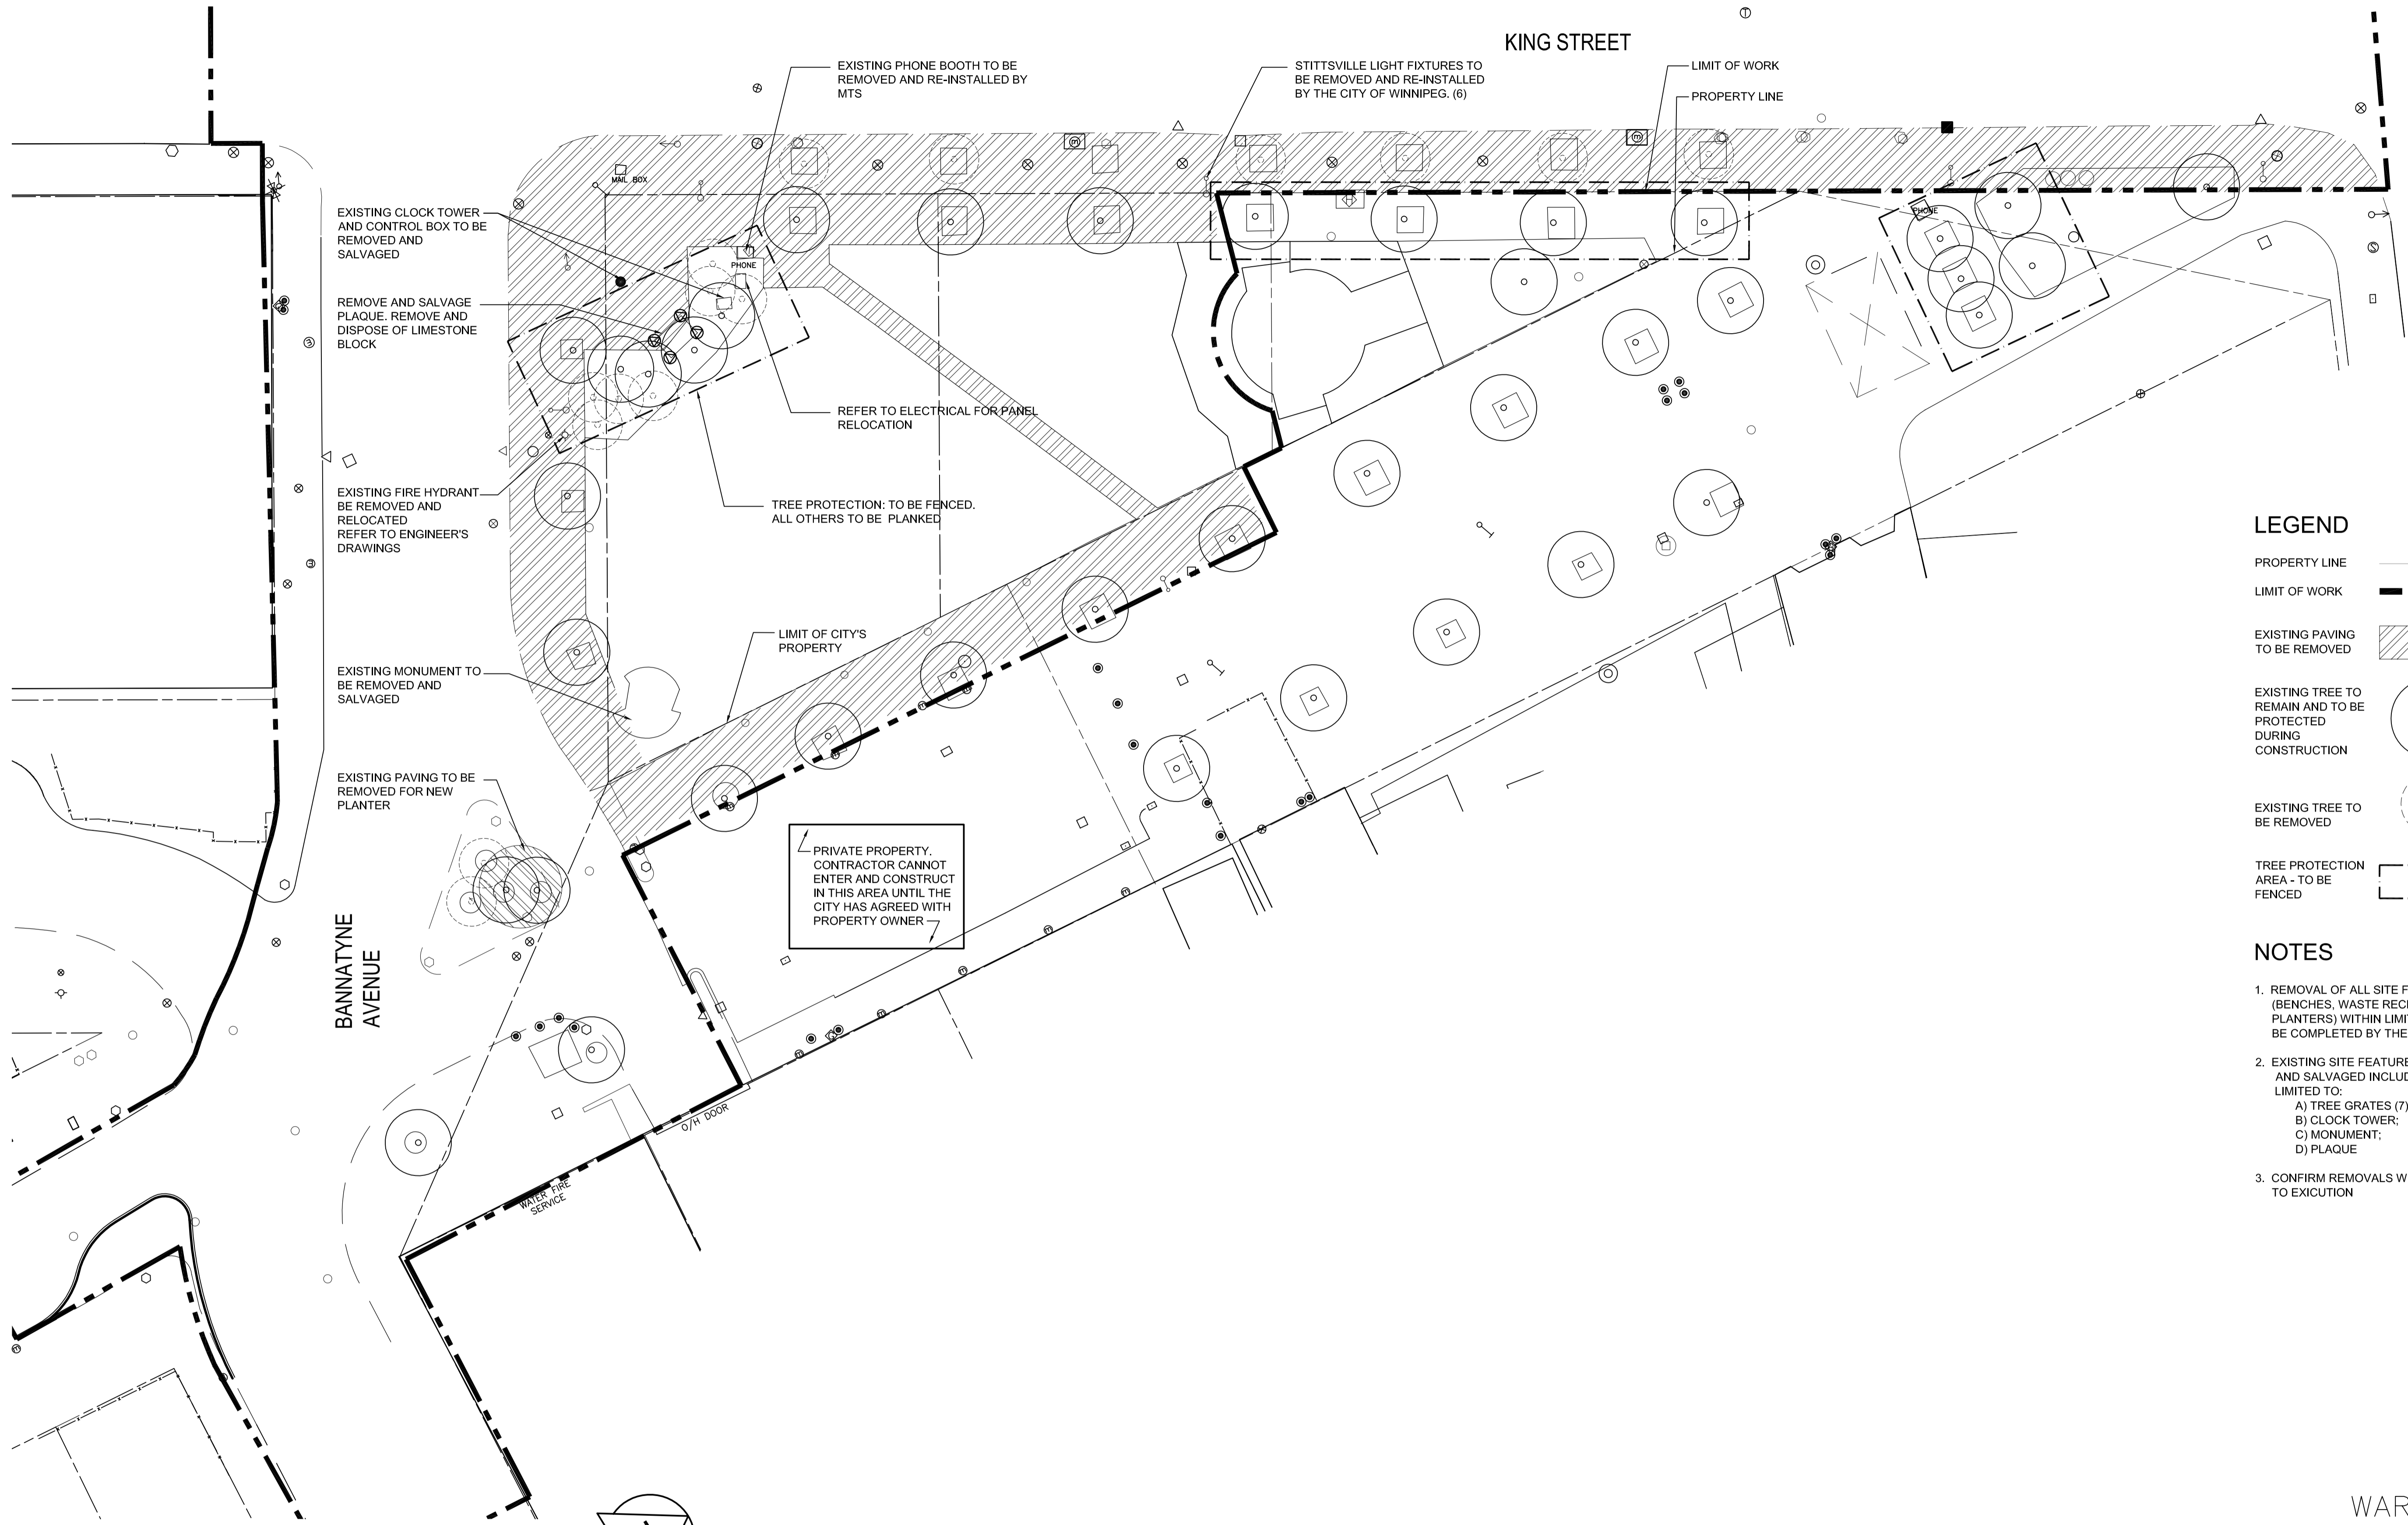 KING STREET
EXISTING PHONE BOOTH TO BE
REMOVED AND RE-INSTALLED BY
MTS
STITTSVILLE LIGHT FIXTURES TO
BE REMOVED AND RE-INSTALLED
BY THE CITY OF WINNIPEG. (6)
LIMIT OF WORK
PROPERTY LINE
MAIL BOX
EXISTING CLOCK TOWER
AND CONTROL BOX TO BE
REMOVED AND
SALVAGED
PHONE
PHONE
REMOVE AND SALVAGE
PLAQUE. REMOVE AND
DISPOSE OF LIMESTONE
BLOCK
REFER TO ELECTRICAL FOR PANEL
RELOCATION
EXISTING FIRE HYDRANT
BE REMOVED AND
RELOCATED
REFER TO ENGINEER'S
DRAWINGS
TREE PROTECTION: TO BE FENCED.
ALL OTHERS TO BE PLANKED
LIMIT OF CITY'S
PROPERTY
EXISTING MONUMENT TO
BE REMOVED AND
SALVAGED
EXISTING PAVING TO BE
REMOVED FOR NEW
PLANTER
PRIVATE PROPERTY.
CONTRACTOR CANNOT
ENTER AND CONSTRUCT
IN THIS AREA UNTIL THE
CITY HAS AGREED WITH
PROPERTY OWNER
BANNATYNE
AVENUE
O/H DOOR
WATER FIRE
SERVICE
LEGEND
PROPERTY LINE
LIMIT OF WORK
EXISTING PAVING
TO BE REMOVED
EXISTING TREE TO
REMAIN AND TO BE
PROTECTED
DURING
CONSTRUCTION
EXISTING TREE TO
BE REMOVED
TREE PROTECTION
AREA - TO BE
FENCED
NOTES
1. REMOVAL OF ALL SITE F
(BENCHES, WASTE REC
PLANTERS) WITHIN LIMI
BE COMPLETED BY THE
2. EXISTING SITE FEATURE
AND SALVAGED INCLUD
LIMITED TO:
A) TREE GRATES (7)
B) CLOCK TOWER;
C) MONUMENT;
D) PLAQUE
3. CONFIRM REMOVALS W
TO EXICUTION
WAR